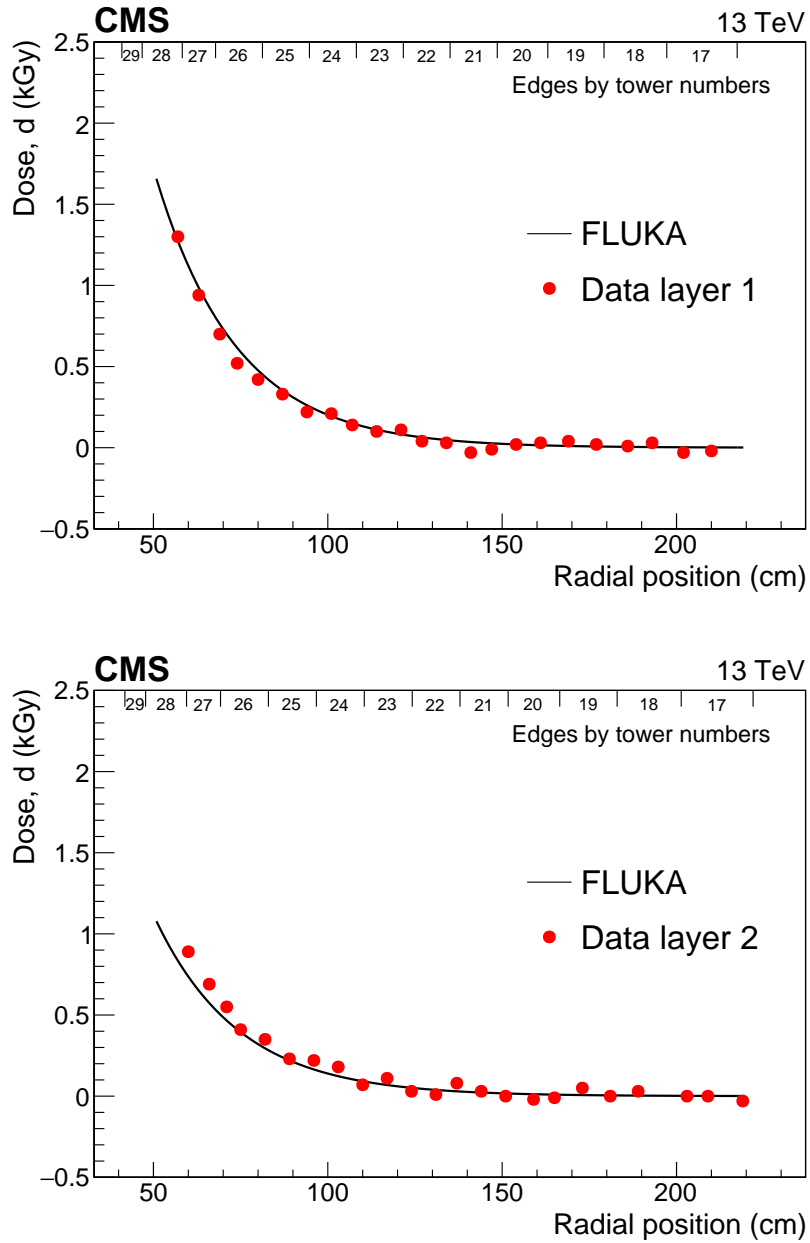 CMS 13 TeV
2.5
29 28 27 26 25 24 23 22 21 20 19 18 17
Edges by tower numbers
2
1.5
1
0.5
0
−0.5
Dose, d (kGy)
FLUKA
Data layer 1
50 100 150 200
Radial position (cm)
CMS 13 TeV
2.5
29 28 27 26 25 24 23 22 21 20 19 18 17
Edges by tower numbers
2
1.5
1
0.5
0
−0.5
Dose, d (kGy)
FLUKA
Data layer 2
50 100 150 200
Radial position (cm)